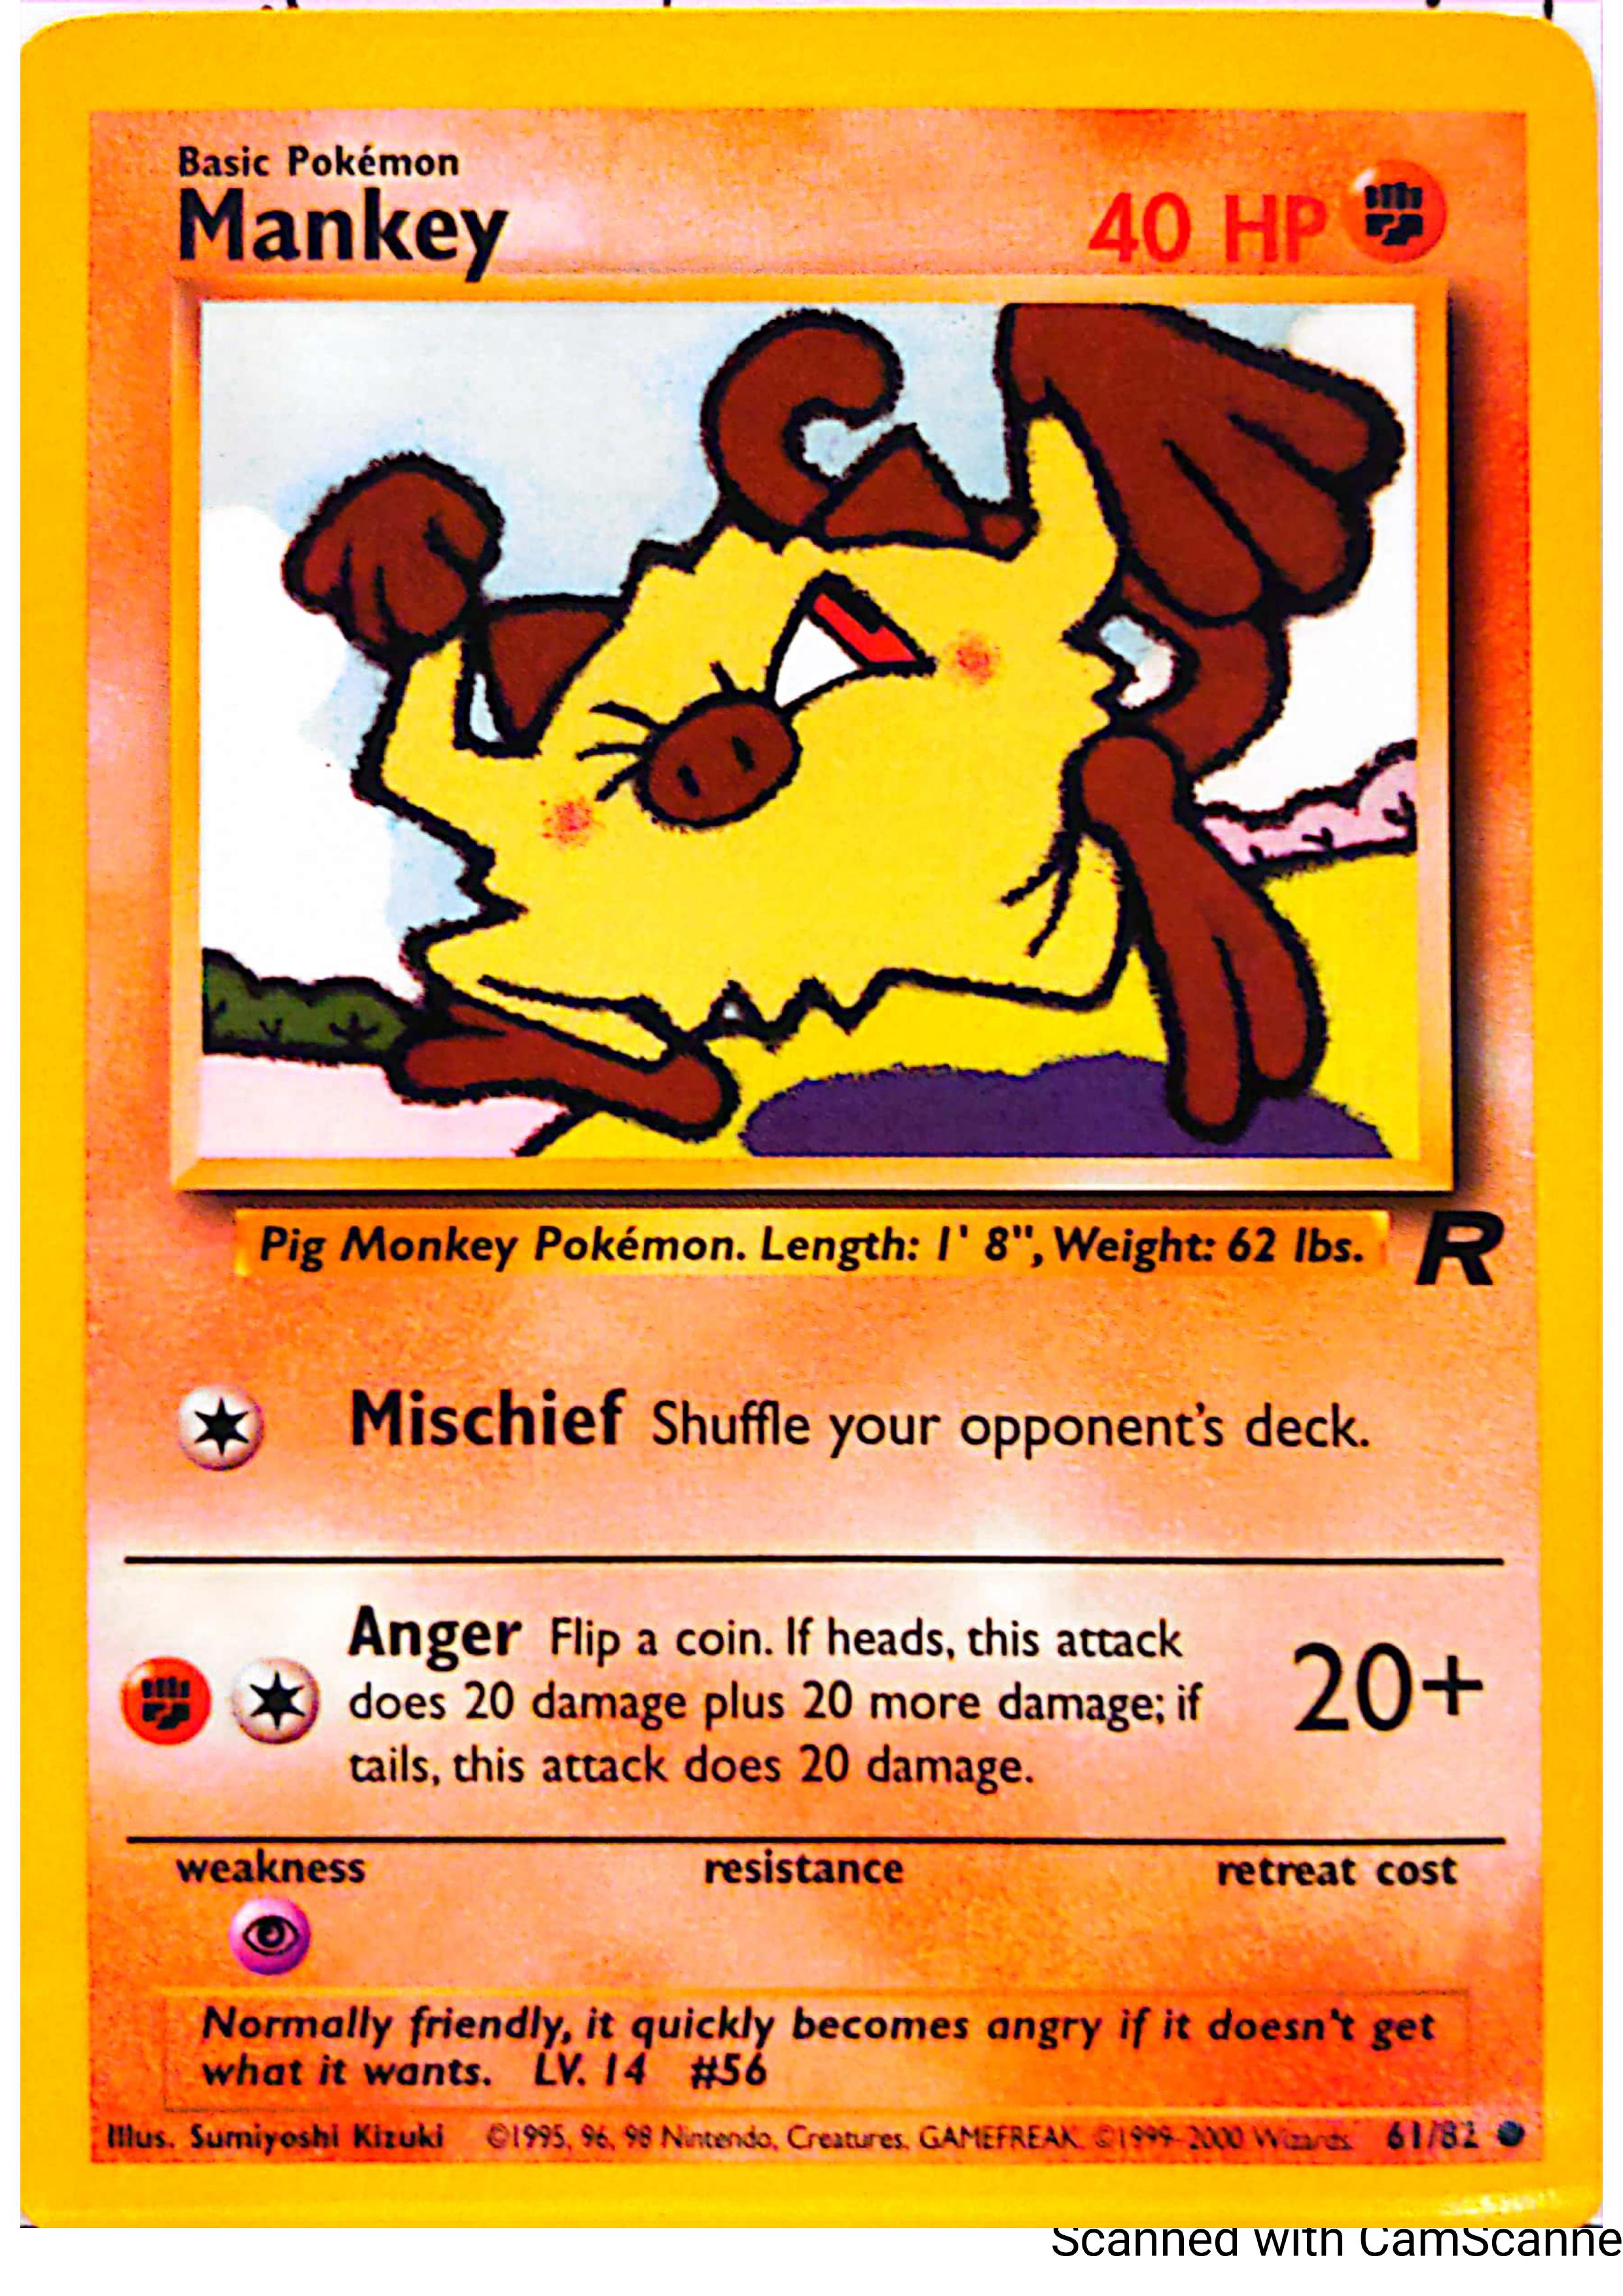 Basic Pokémon
Mankey
40 HP
Pig Monkey Pokémon. Length: 1' 8", Weight: 62 lbs.
R
Mischief Shuffle your opponent's deck.
Anger Flip a coin. If heads, this attack
does 20 damage plus 20 more damage; if
tails, this attack does 20 damage.
20+
weakness resistance retreat cost
Normally friendly, it quickly becomes angry if it doesn't get
what it wants. LV. 14 #56
Illus. Sumiyoshi Kizuki ©1995, 96, 98 Nintendo, Creatures, GAMEFREAK. ©1999-2000 Wizards. 61/82
Scanned with CamScanne